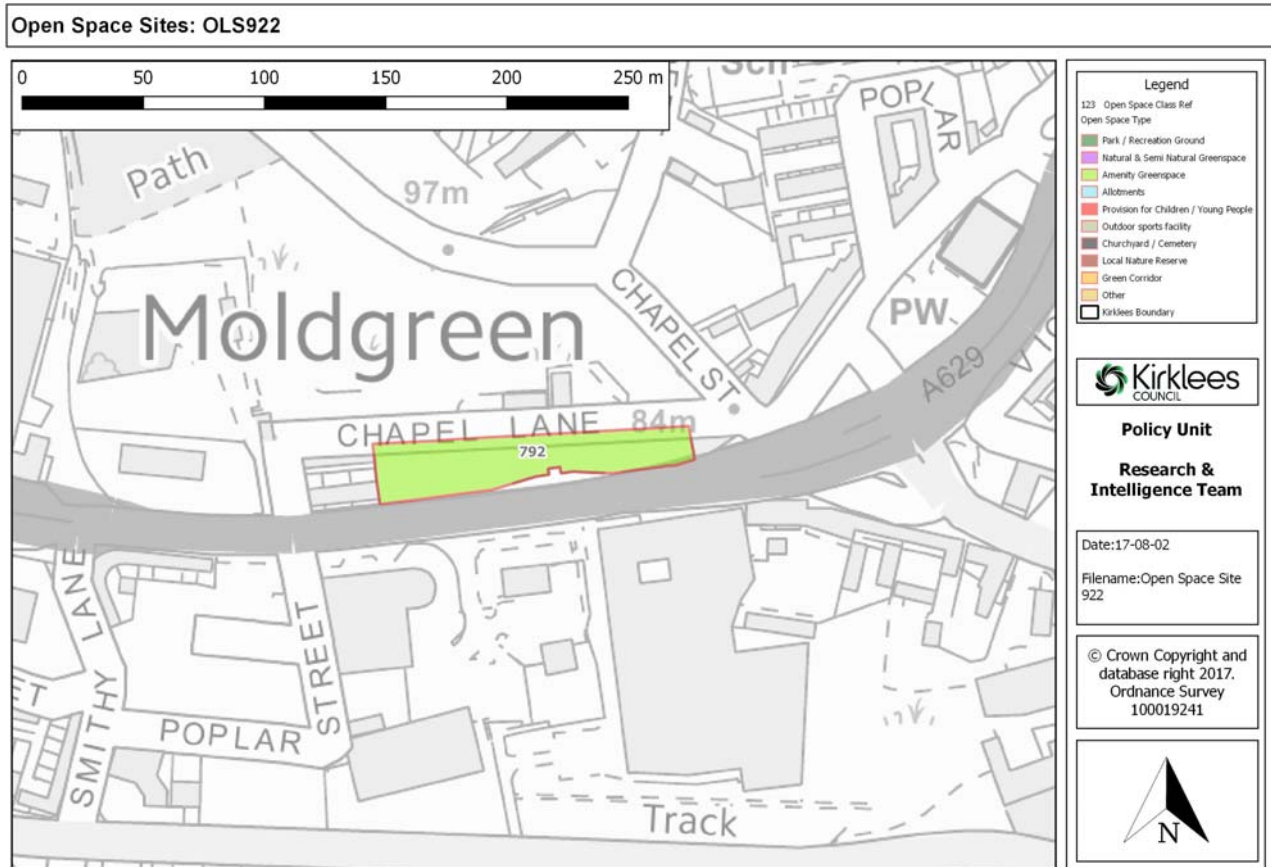 Open Space Sites: OLS922
0 50 100 150 200 250 m
Sch
POPLAR
Path
97m
Moldgreen
CHAPEL ST
PW
A629
CHAPEL LANE 84m
792
SMITHY LANE
STREET
POPLAR
ET
Track
Legend
123 Open Space Class Ref
Open Space Type
Park / Recreation Ground
Natural & Semi Natural Greenspace
Amenity Greenspace
Allotments
Provision for Children / Young People
Outdoor sports facility
Churchyard / Cemetery
Local Nature Reserve
Green Corridor
Other
Kirklees Boundary
Kirklees
COUNCIL
Policy Unit
Research &
Intelligence Team
Date:17-08-02
Filename:Open Space Site
922
© Crown Copyright and
database right 2017.
Ordnance Survey
100019241
N